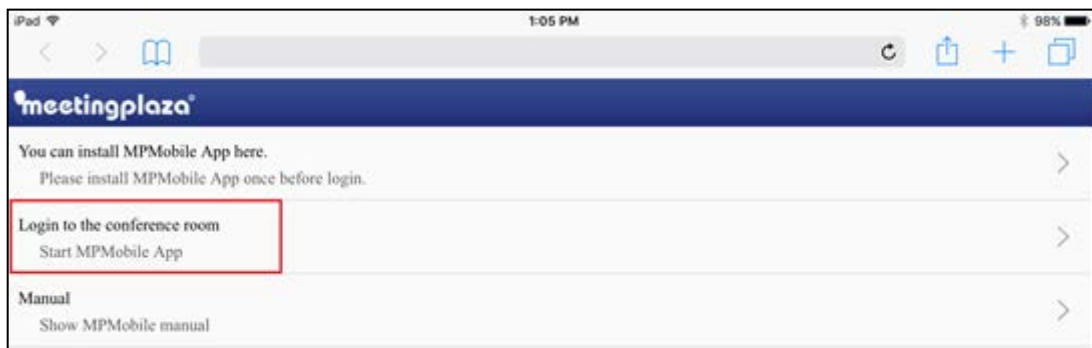 iPad 1:05 PM 98%
meetingplaza
You can install MPMobile App here.
Please install MPMobile App once before login.
Login to the conference room
Start MPMobile App
Manual
Show MPMobile manual